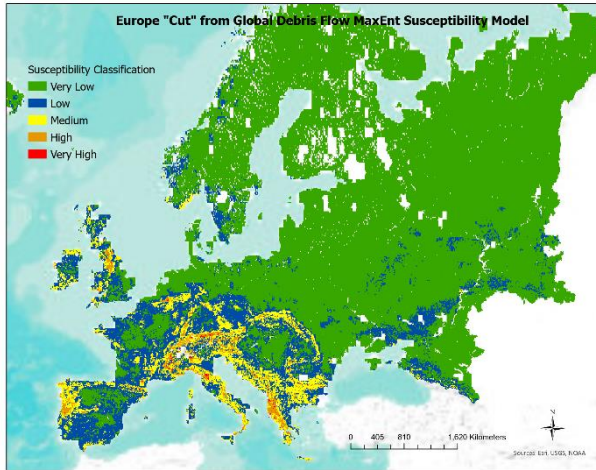 Europe "Cut" from Global Debris Flow MaxEnt Susceptibility Model
Susceptibility Classification
Very Low
Low
Medium
High
Very High
N
0 405 810 1,620 Kilometers
Sources: Esri, USGS, NOAA